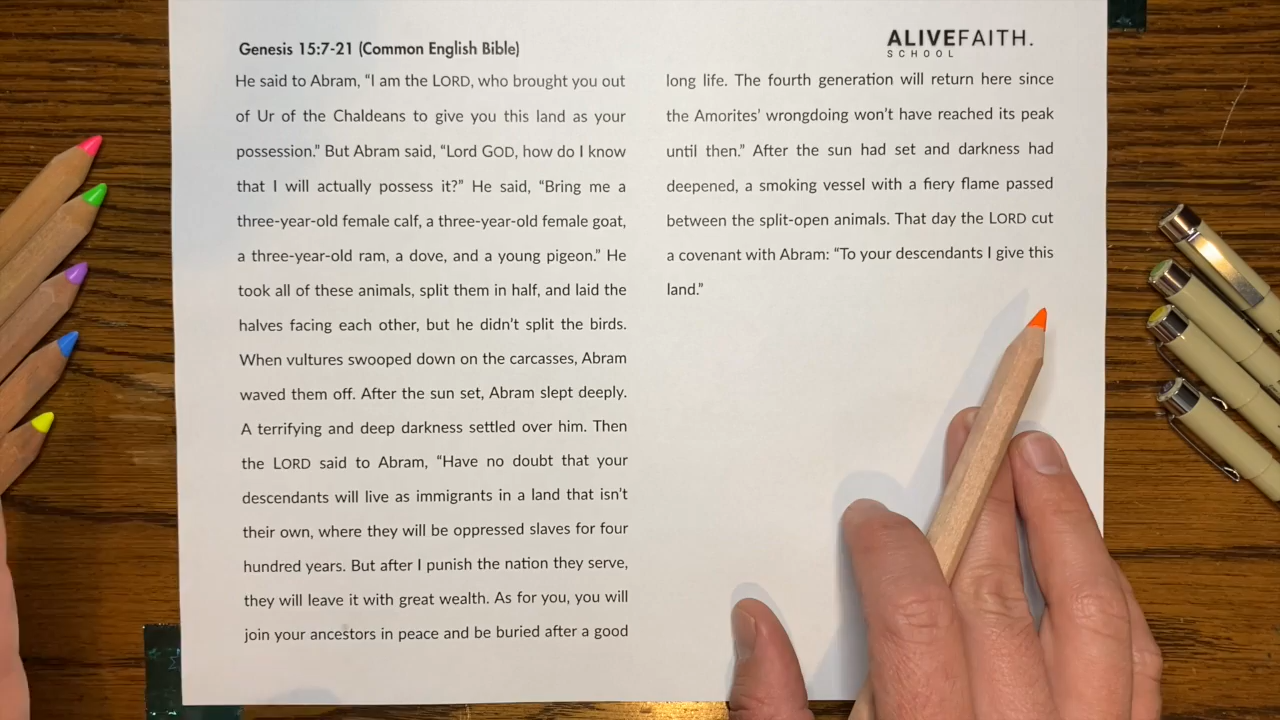 Genesis 15:7-21 (Common English Bible)
He said to Abram, “I am the LORD, who brought you out
of Ur of the Chaldeans to give you this land as your
possession.” But Abram said, “Lord GOD, how do I know
that I will actually possess it?” He said, “Bring me a
three-year-old female calf, a three-year-old female goat,
a three-year-old ram, a dove, and a young pigeon.” He
took all of these animals, split them in half, and laid the
halves facing each other, but he didn’t split the birds.
When vultures swooped down on the carcasses, Abram
waved them off. After the sun set, Abram slept deeply.
A terrifying and deep darkness settled over him. Then
the LORD said to Abram, “Have no doubt that your
descendants will live as immigrants in a land that isn’t
their own, where they will be oppressed slaves for four
hundred years. But after I punish the nation they serve,
they will leave it with great wealth. As for you, you will
join your ancestors in peace and be buried after a good
ALIVEFAITH.
SCHOOL
long life. The fourth generation will return here since
the Amorites’ wrongdoing won’t have reached its peak
until then.” After the sun had set and darkness had
deepened, a smoking vessel with a fiery flame passed
between the split-open animals. That day the LORD cut
a covenant with Abram: “To your descendants I give this
land.”